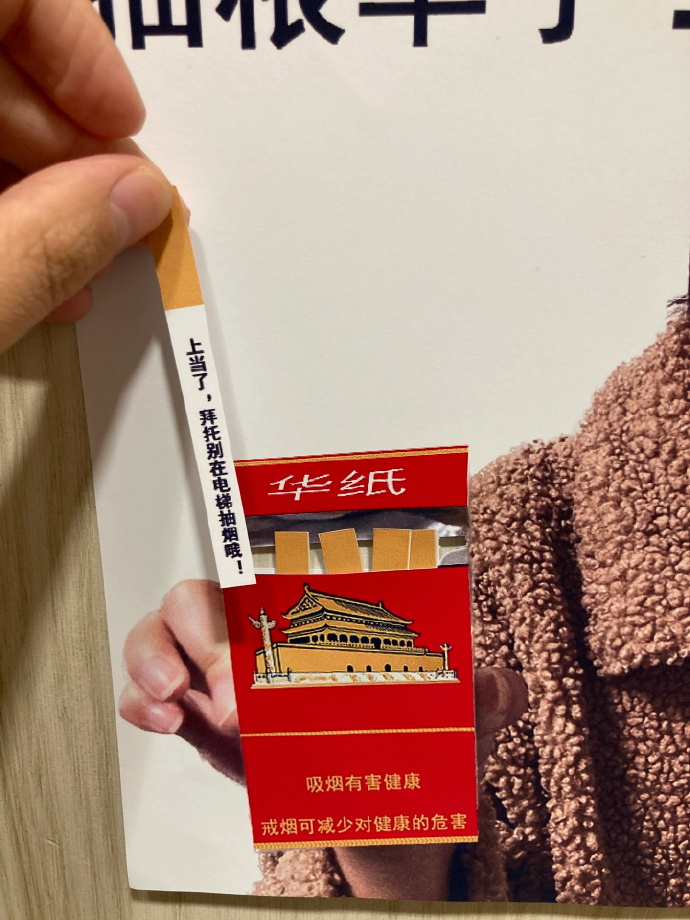 上当了，拜托别在电梯抽烟哦！
华纸
吸烟有害健康
戒烟可减少对健康的危害